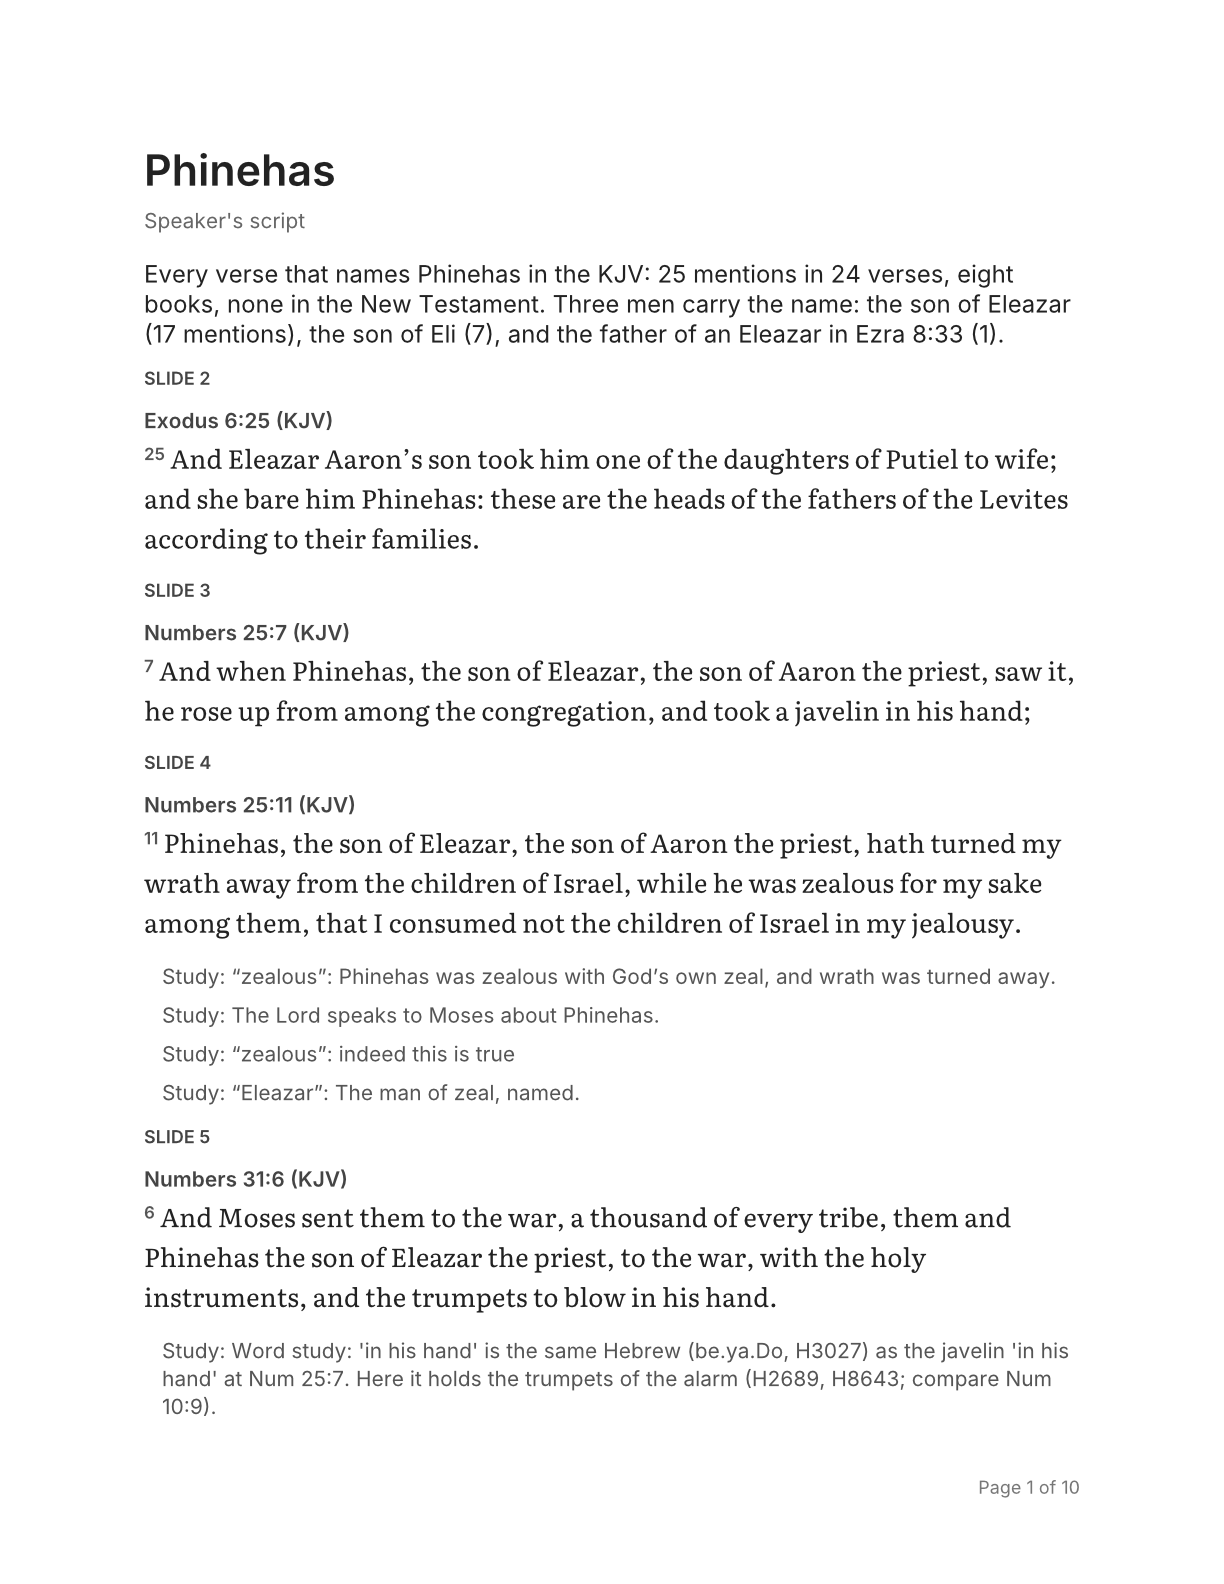 Phinehas
Speaker's script
Every verse that names Phinehas in the KJV: 25 mentions in 24 verses, eight
books, none in the New Testament. Three men carry the name: the son of Eleazar
(17 mentions), the son of Eli (7), and the father of an Eleazar in Ezra 8:33 (1).
SLIDE 2
Exodus 6:25 (KJV)
25 And Eleazar Aaron’s son took him one of the daughters of Putiel to wife;
and she bare him Phinehas: these are the heads of the fathers of the Levites
according to their families.
SLIDE 3
Numbers 25:7 (KJV)
7 And when Phinehas, the son of Eleazar, the son of Aaron the priest, saw it,
he rose up from among the congregation, and took a javelin in his hand;
SLIDE 4
Numbers 25:11 (KJV)
11 Phinehas, the son of Eleazar, the son of Aaron the priest, hath turned my
wrath away from the children of Israel, while he was zealous for my sake
among them, that I consumed not the children of Israel in my jealousy.
Study: “zealous”: Phinehas was zealous with God’s own zeal, and wrath was turned away.
Study: The Lord speaks to Moses about Phinehas.
Study: “zealous”: indeed this is true
Study: “Eleazar”: The man of zeal, named.
SLIDE 5
Numbers 31:6 (KJV)
6 And Moses sent them to the war, a thousand of every tribe, them and
Phinehas the son of Eleazar the priest, to the war, with the holy
instruments, and the trumpets to blow in his hand.
Study: Word study: 'in his hand' is the same Hebrew (be.ya.Do, H3027) as the javelin 'in his
hand' at Num 25:7. Here it holds the trumpets of the alarm (H2689, H8643; compare Num
10:9).
Page 1 of 10